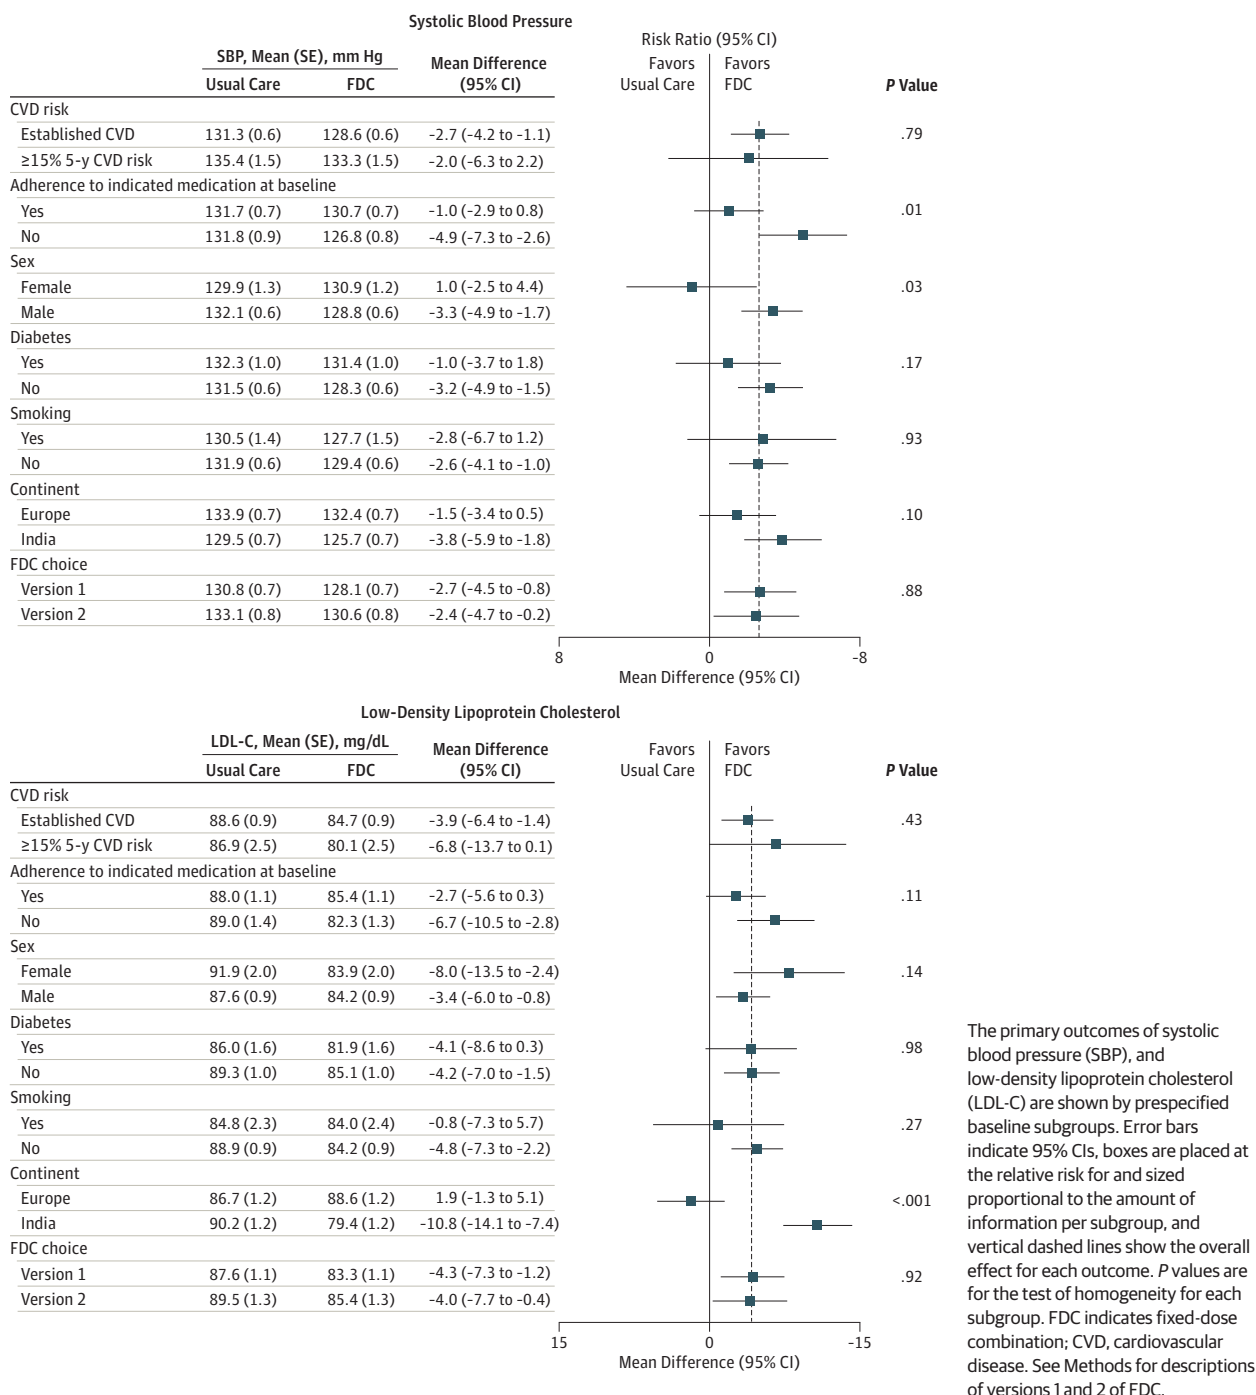 Systolic Blood Pressure
SBP, Mean (SE), mm Hg Mean Difference (95% CI) Risk Ratio (95% CI)
Usual Care FDC Favors Usual Care Favors FDC P Value
CVD risk
Established CVD 131.3 (0.6) 128.6 (0.6) -2.7 (-4.2 to -1.1) .79
≥15% 5-y CVD risk 135.4 (1.5) 133.3 (1.5) -2.0 (-6.3 to 2.2)
Adherence to indicated medication at baseline
Yes 131.7 (0.7) 130.7 (0.7) -1.0 (-2.9 to 0.8) .01
No 131.8 (0.9) 126.8 (0.8) -4.9 (-7.3 to -2.6)
Sex
Female 129.9 (1.3) 130.9 (1.2) 1.0 (-2.5 to 4.4) .03
Male 132.1 (0.6) 128.8 (0.6) -3.3 (-4.9 to -1.7)
Diabetes
Yes 132.3 (1.0) 131.4 (1.0) -1.0 (-3.7 to 1.8) .17
No 131.5 (0.6) 128.3 (0.6) -3.2 (-4.9 to -1.5)
Smoking
Yes 130.5 (1.4) 127.7 (1.5) -2.8 (-6.7 to 1.2) .93
No 131.9 (0.6) 129.4 (0.6) -2.6 (-4.1 to -1.0)
Continent
Europe 133.9 (0.7) 132.4 (0.7) -1.5 (-3.4 to 0.5) .10
India 129.5 (0.7) 125.7 (0.7) -3.8 (-5.9 to -1.8)
FDC choice
Version 1 130.8 (0.7) 128.1 (0.7) -2.7 (-4.5 to -0.8) .88
Version 2 133.1 (0.8) 130.6 (0.8) -2.4 (-4.7 to -0.2)
8 0 -8
Mean Difference (95% CI)
Low-Density Lipoprotein Cholesterol
LDL-C, Mean (SE), mg/dL Mean Difference (95% CI)
Usual Care FDC Favors Usual Care Favors FDC P Value
CVD risk
Established CVD 88.6 (0.9) 84.7 (0.9) -3.9 (-6.4 to -1.4) .43
≥15% 5-y CVD risk 86.9 (2.5) 80.1 (2.5) -6.8 (-13.7 to 0.1)
Adherence to indicated medication at baseline
Yes 88.0 (1.1) 85.4 (1.1) -2.7 (-5.6 to 0.3) .11
No 89.0 (1.4) 82.3 (1.3) -6.7 (-10.5 to -2.8)
Sex
Female 91.9 (2.0) 83.9 (2.0) -8.0 (-13.5 to -2.4) .14
Male 87.6 (0.9) 84.2 (0.9) -3.4 (-6.0 to -0.8)
Diabetes
Yes 86.0 (1.6) 81.9 (1.6) -4.1 (-8.6 to 0.3) .98
No 89.3 (1.0) 85.1 (1.0) -4.2 (-7.0 to -1.5)
Smoking
Yes 84.8 (2.3) 84.0 (2.4) -0.8 (-7.3 to 5.7) .27
No 88.9 (0.9) 84.2 (0.9) -4.8 (-7.3 to -2.2)
Continent
Europe 86.7 (1.2) 88.6 (1.2) 1.9 (-1.3 to 5.1) <.001
India 90.2 (1.2) 79.4 (1.2) -10.8 (-14.1 to -7.4)
FDC choice
Version 1 87.6 (1.1) 83.3 (1.1) -4.3 (-7.3 to -1.2) .92
Version 2 89.5 (1.3) 85.4 (1.3) -4.0 (-7.7 to -0.4)
15 0 -15
Mean Difference (95% CI)
The primary outcomes of systolic
blood pressure (SBP), and
low-density lipoprotein cholesterol
(LDL-C) are shown by prespecified
baseline subgroups. Error bars
indicate 95% CIs, boxes are placed at
the relative risk for and sized
proportional to the amount of
information per subgroup, and
vertical dashed lines show the overall
effect for each outcome. P values are
for the test of homogeneity for each
subgroup. FDC indicates fixed-dose
combination; CVD, cardiovascular
disease. See Methods for descriptions
of versions 1 and 2 of FDC.